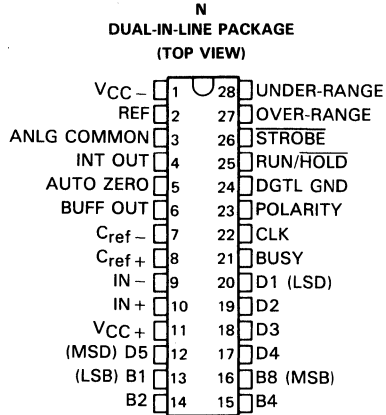 N
DUAL-IN-LINE PACKAGE
(TOP VIEW)
VCC- 1 28 UNDER-RANGE
REF 2 27 OVER-RANGE
ANLG COMMON 3 26 STROBE
INT OUT 4 25 RUN/HOLD
AUTO ZERO 5 24 DGTL GND
BUFF OUT 6 23 POLARITY
Cref- 7 22 CLK
Cref+ 8 21 BUSY
IN- 9 20 D1 (LSD)
IN+ 10 19 D2
VCC+ 11 18 D3
(MSD) D5 12 17 D4
(LSB) B1 13 16 B8 (MSB)
B2 14 15 B4